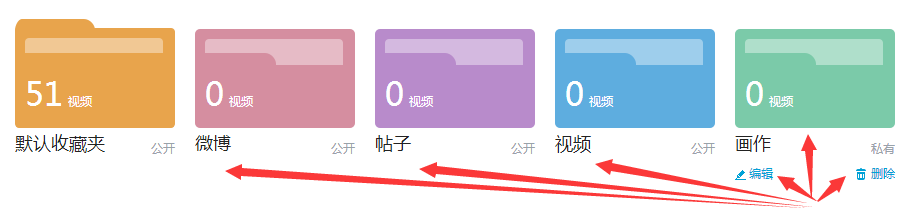 51 视频
0 视频
0 视频
0 视频
0 视频
默认收藏夹 公开
微博 公开
帖子 公开
视频 公开
画作 私有
编辑 删除